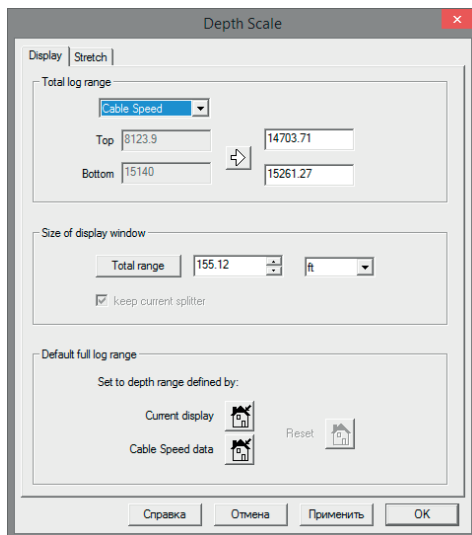 Depth Scale
Display Stretch
Total log range
Cable Speed
Top 8123.9 14703.71
Bottom 15140 15261.27
Size of display window
Total range 155.12 ft
keep current splitter
Default full log range
Set to depth range defined by:
Current display
Reset
Cable Speed data
Справка Отмена Применить OK